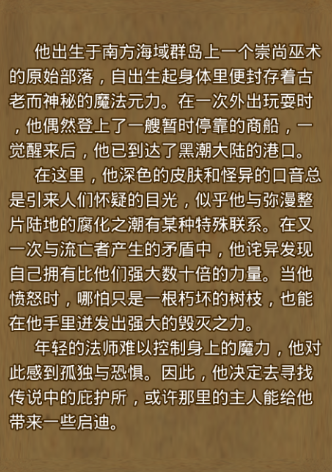 他出生于南方海域群岛上一个崇尚巫术
的原始部落，自出生起身体里便封存着古
老而神秘的魔法元力。在一次外出玩耍时
，他偶然登上了一艘暂时停靠的商船，一
觉醒来后，他已到达了黑潮大陆的港口。
在这里，他深色的皮肤和怪异的口音总
是引来人们怀疑的目光，似乎他与弥漫整
片陆地的腐化之潮有某种特殊联系。在又
一次与流亡者产生的矛盾中，他诧异发现
自己拥有比他们强大数十倍的力量。当他
愤怒时，哪怕只是一根朽坏的树枝，也能
在他手里迸发出强大的毁灭之力。
年轻的法师难以控制身上的魔力，他对
此感到孤独与恐惧。因此，他决定去寻找
传说中的庇护所，或许那里的主人能给他
带来一些启迪。